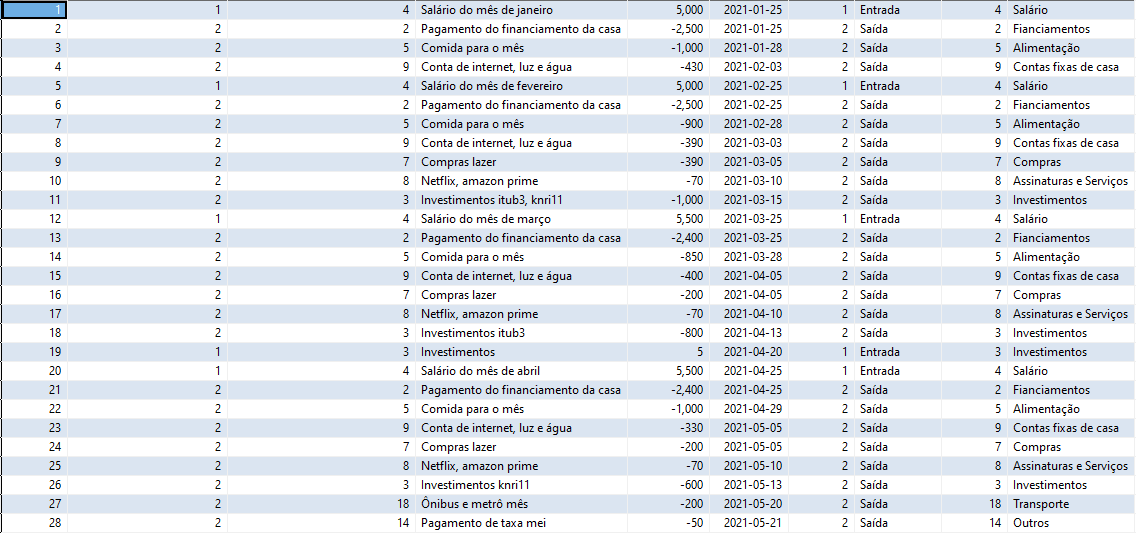 1 1 4 Salário do mês de janeiro 5,000 2021-01-25 1 Entrada 4 Salário
2 2 2 Pagamento do financiamento da casa -2,500 2021-01-25 2 Saída 2 Fianciamentos
3 2 5 Comida para o mês -1,000 2021-01-28 2 Saída 5 Alimentação
4 2 9 Conta de internet, luz e água -430 2021-02-03 2 Saída 9 Contas fixas de casa
5 1 4 Salário do mês de fevereiro 5,000 2021-02-25 1 Entrada 4 Salário
6 2 2 Pagamento do financiamento da casa -2,500 2021-02-25 2 Saída 2 Fianciamentos
7 2 5 Comida para o mês -900 2021-02-28 2 Saída 5 Alimentação
8 2 9 Conta de internet, luz e água -390 2021-03-03 2 Saída 9 Contas fixas de casa
9 2 7 Compras lazer -390 2021-03-05 2 Saída 7 Compras
10 2 8 Netflix, amazon prime -70 2021-03-10 2 Saída 8 Assinaturas e Serviços
11 2 3 Investimentos itub3, knri11 -1,000 2021-03-15 2 Saída 3 Investimentos
12 1 4 Salário do mês de março 5,500 2021-03-25 1 Entrada 4 Salário
13 2 2 Pagamento do financiamento da casa -2,400 2021-03-25 2 Saída 2 Fianciamentos
14 2 5 Comida para o mês -850 2021-03-28 2 Saída 5 Alimentação
15 2 9 Conta de internet, luz e água -400 2021-04-05 2 Saída 9 Contas fixas de casa
16 2 7 Compras lazer -200 2021-04-05 2 Saída 7 Compras
17 2 8 Netflix, amazon prime -70 2021-04-10 2 Saída 8 Assinaturas e Serviços
18 2 3 Investimentos itub3 -800 2021-04-13 2 Saída 3 Investimentos
19 1 3 Investimentos 5 2021-04-20 1 Entrada 3 Investimentos
20 1 4 Salário do mês de abril 5,500 2021-04-25 1 Entrada 4 Salário
21 2 2 Pagamento do financiamento da casa -2,400 2021-04-25 2 Saída 2 Fianciamentos
22 2 5 Comida para o mês -1,000 2021-04-29 2 Saída 5 Alimentação
23 2 9 Conta de internet, luz e água -330 2021-05-05 2 Saída 9 Contas fixas de casa
24 2 7 Compras lazer -200 2021-05-05 2 Saída 7 Compras
25 2 8 Netflix, amazon prime -70 2021-05-10 2 Saída 8 Assinaturas e Serviços
26 2 3 Investimentos knri11 -600 2021-05-13 2 Saída 3 Investimentos
27 2 18 Ônibus e metrô mês -200 2021-05-20 2 Saída 18 Transporte
28 2 14 Pagamento de taxa mei -50 2021-05-21 2 Saída 14 Outros